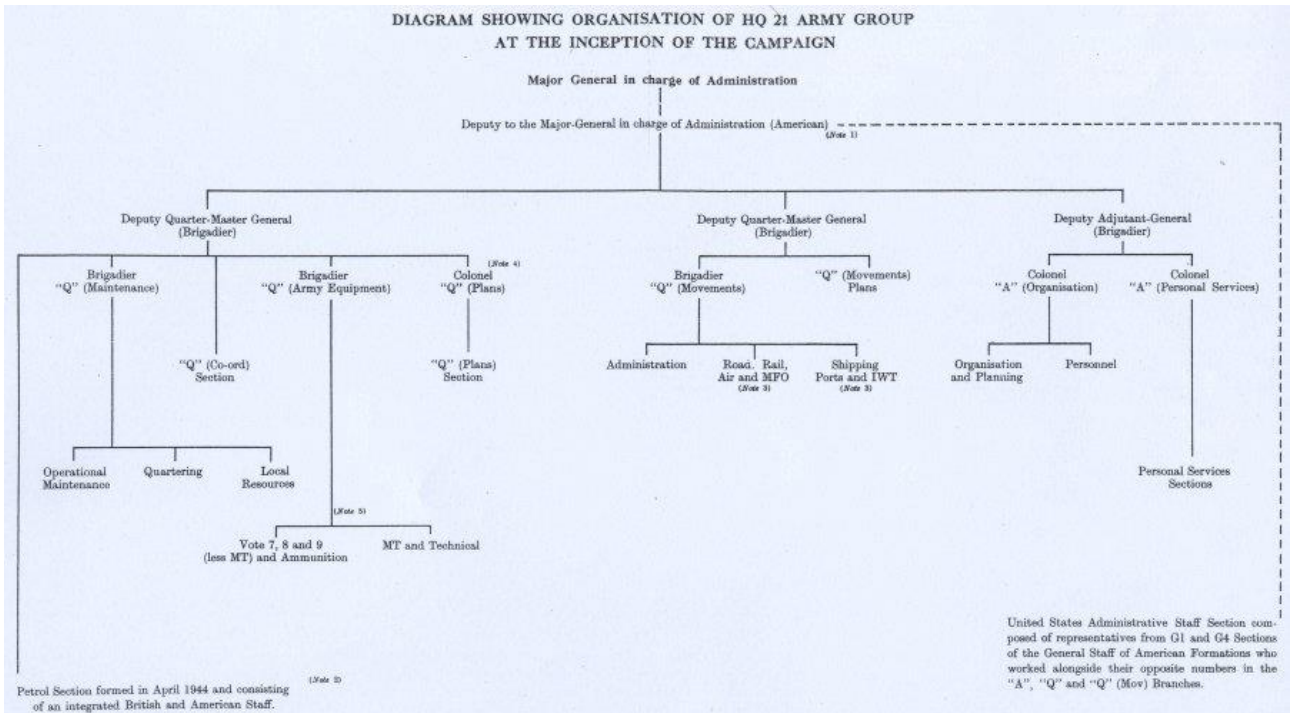 DIAGRAM SHOWING ORGANISATION OF HQ 21 ARMY GROUP
AT THE INCEPTION OF THE CAMPAIGN
Major General in charge of Administration
Deputy to the Major-General in charge of Administration (American)
(Note 1)
Deputy Quarter-Master General
(Brigadier)
Deputy Quarter-Master General
(Brigadier)
Deputy Adjutant-General
(Brigadier)
(Note 4)
Brigadier
"Q" (Maintenance)
Brigadier
"Q" (Army Equipment)
Colonel
"Q" (Plans)
Brigadier
"Q" (Movements)
"Q" (Movements)
Plans
Colonel
"A" (Organisation)
Colonel
"A" (Personal Services)
"Q" (Co-ord)
Section
"Q" (Plans)
Section
Administration
Road, Rail,
Air and MFO
(Note 3)
Shipping
Ports and IWT
(Note 3)
Organisation
and Planning
Personnel
Operational
Maintenance
Quartering
Local
Resources
Personal Services
Sections
(Note 5)
Vote 7, 8 and 9
(less MT) and Ammunition
MT and Technical
(Note 2)
Petrol Section formed in April 1944 and consisting
of an integrated British and American Staff.
United States Administrative Staff Section com-
posed of representatives from G1 and G4 Sections
of the General Staff of American Formations who
worked alongside their opposite numbers in the
"A", "Q" and "Q" (Mov) Branches.